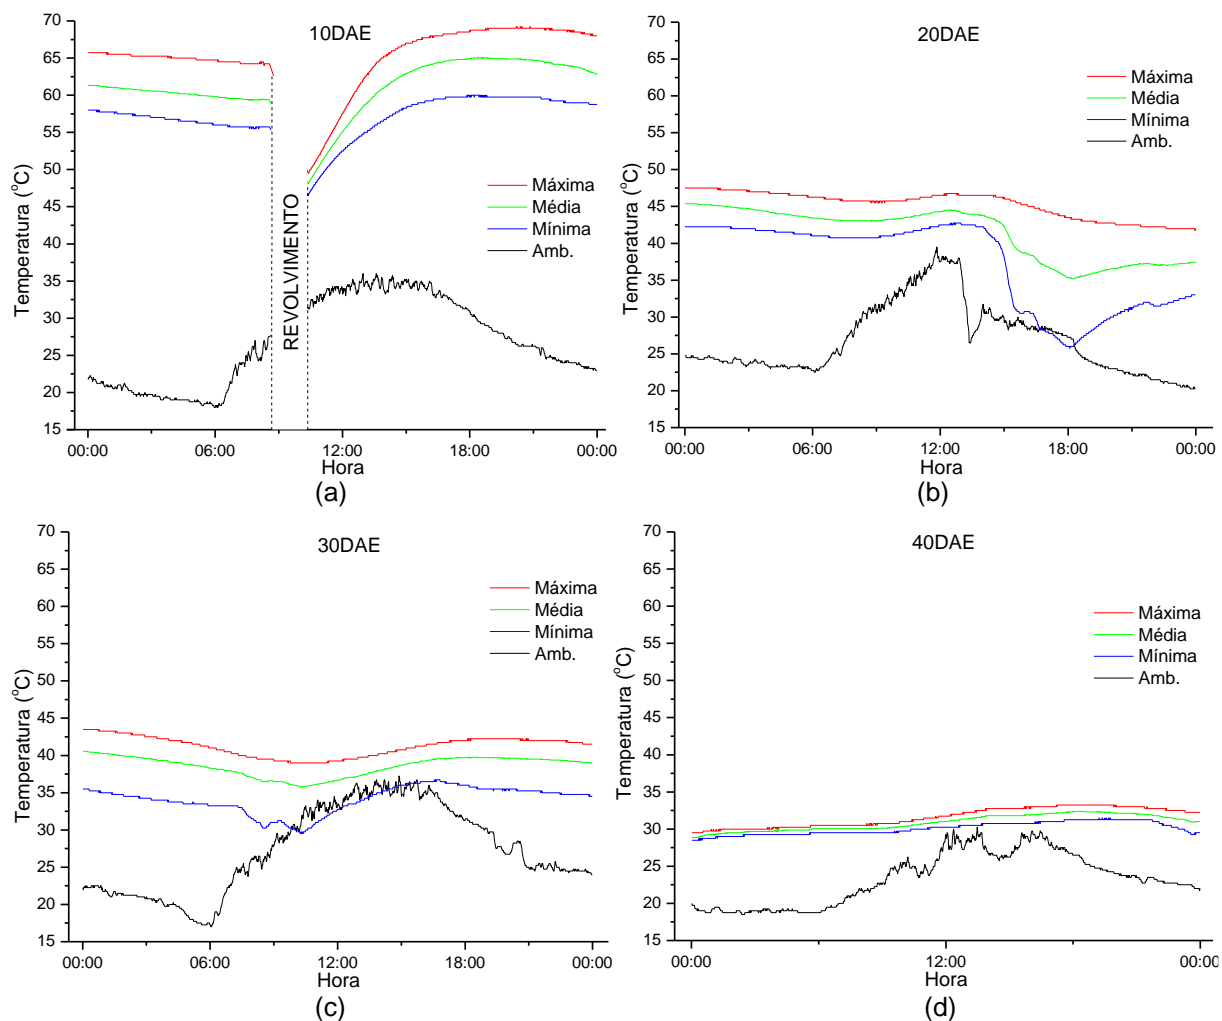 10DAE
70
65
60
55
50
45
40
35
30
25
20
15
Temperatura (°C)
REVOLVIMENTO
Máxima
Média
Mínima
Amb.
00:00 06:00 12:00 18:00 00:00
Hora
(a)
20DAE
70
65
60
55
50
45
40
35
30
25
20
15
Temperatura (°C)
Máxima
Média
Mínima
Amb.
00:00 06:00 12:00 18:00 00:00
Hora
(b)
30DAE
70
65
60
55
50
45
40
35
30
25
20
15
Temperatura (°C)
Máxima
Média
Mínima
Amb.
00:00 06:00 12:00 18:00 00:00
Hora
(c)
40DAE
70
65
60
55
50
45
40
35
30
25
20
15
Temperatura (°C)
Máxima
Média
Mínima
Amb.
00:00 12:00 00:00
Hora
(d)